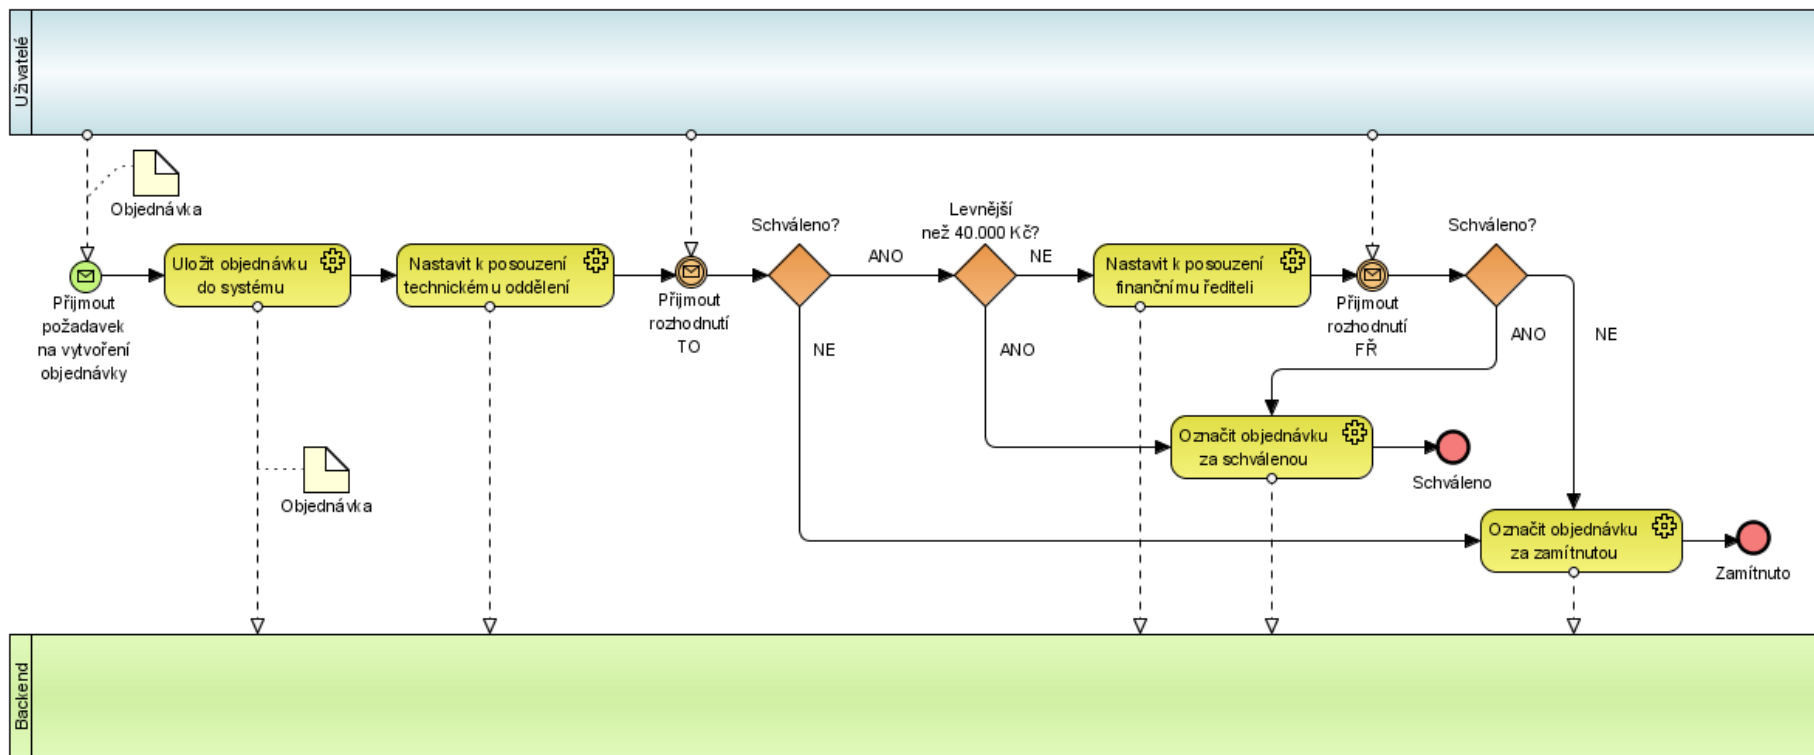 Uživatelé
Objednávka
Přijmout
požadavek
na vytvoření
objednávky
Uložit objednávku
do systému
Objednávka
Nastavit k posouzení
technickému oddělení
Přijmout
rozhodnutí
TO
Schváleno?
ANO
NE
Levnější
než 40.000 Kč?
NE
ANO
Nastavit k posouzení
finančnímu řediteli
Přijmout
rozhodnutí
FŘ
Schváleno?
ANO
NE
Označit objednávku
za schválenou
Schváleno
Označit objednávku
za zamítnutou
Zamítnuto
Backend